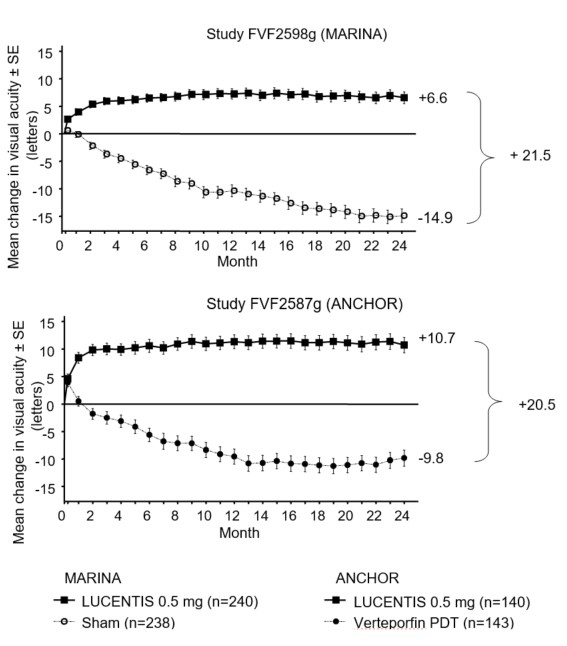 Study FVF2598g (MARINA)
Mean change in visual acuity ± SE
(letters)
15
10
5
0
-5
-10
-15
+6.6
+ 21.5
-14.9
0 2 4 6 8 10 12 14 16 18 20 22 24
Month
Study FVF2587g (ANCHOR)
Mean change in visual acuity ± SE
(letters)
15
10
5
0
-5
-10
-15
+10.7
+20.5
-9.8
0 2 4 6 8 10 12 14 16 18 20 22 24
Month
MARINA
LUCENTIS 0.5 mg (n=240)
Sham (n=238)
ANCHOR
LUCENTIS 0.5 mg (n=140)
Verteporfin PDT (n=143)